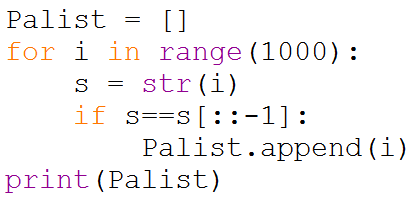 Palist = []
for i in range(1000):
    s = str(i)
    if s==s[::-1]:
        Palist.append(i)
print(Palist)